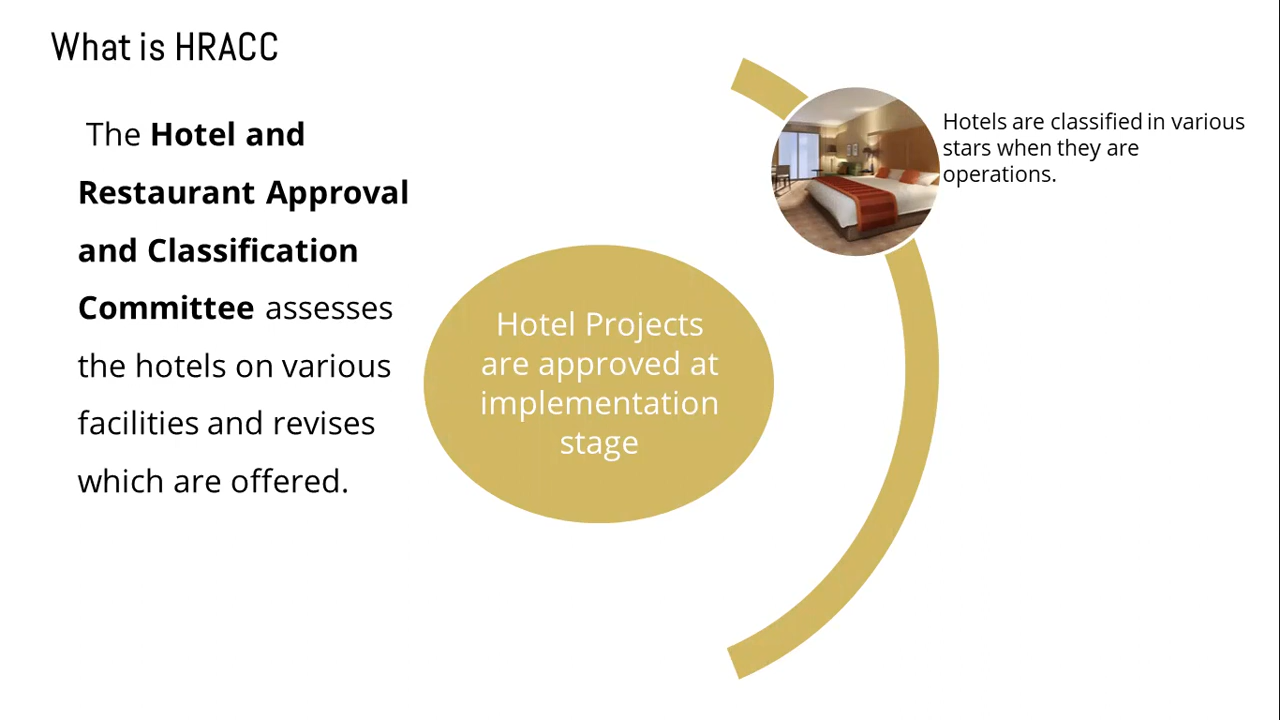 What is HRACC
The Hotel and
Restaurant Approval
and Classification
Committee assesses
the hotels on various
facilities and revises
which are offered.
Hotel Projects
are approved at
implementation
stage
Hotels are classified in various
stars when they are
operations.